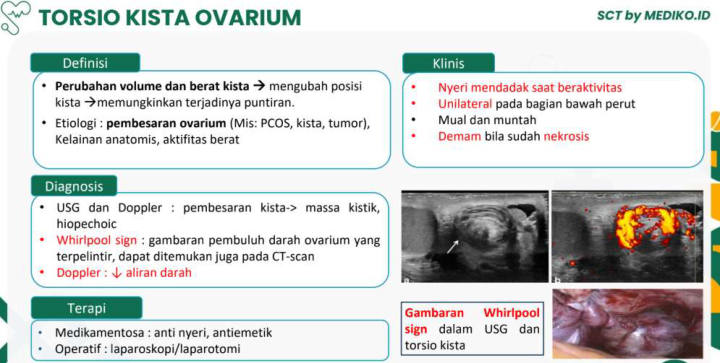 TORSIO KISTA OVARIUM
SCT by MEDIKO.ID
Definisi
• Perubahan volume dan berat kista → mengubah posisi
kista →memungkinkan terjadinya puntiran.
• Etiologi : pembesaran ovarium (Mis: PCOS, kista, tumor),
Kelainan anatomis, aktifitas berat
Klinis
• Nyeri mendadak saat beraktivitas
• Unilateral pada bagian bawah perut
• Mual dan muntah
• Demam bila sudah nekrosis
Diagnosis
• USG dan Doppler : pembesaran kista-> massa kistik,
hiopechoic
• Whirlpool sign : gambaran pembuluh darah ovarium yang
terpelintir, dapat ditemukan juga pada CT-scan
• Doppler : ↓ aliran darah
a
b
Terapi
• Medikamentosa : anti nyeri, antiemetik
• Operatif : laparoskopi/laparotomi
Gambaran Whirlpool
sign dalam USG dan
torsio kista